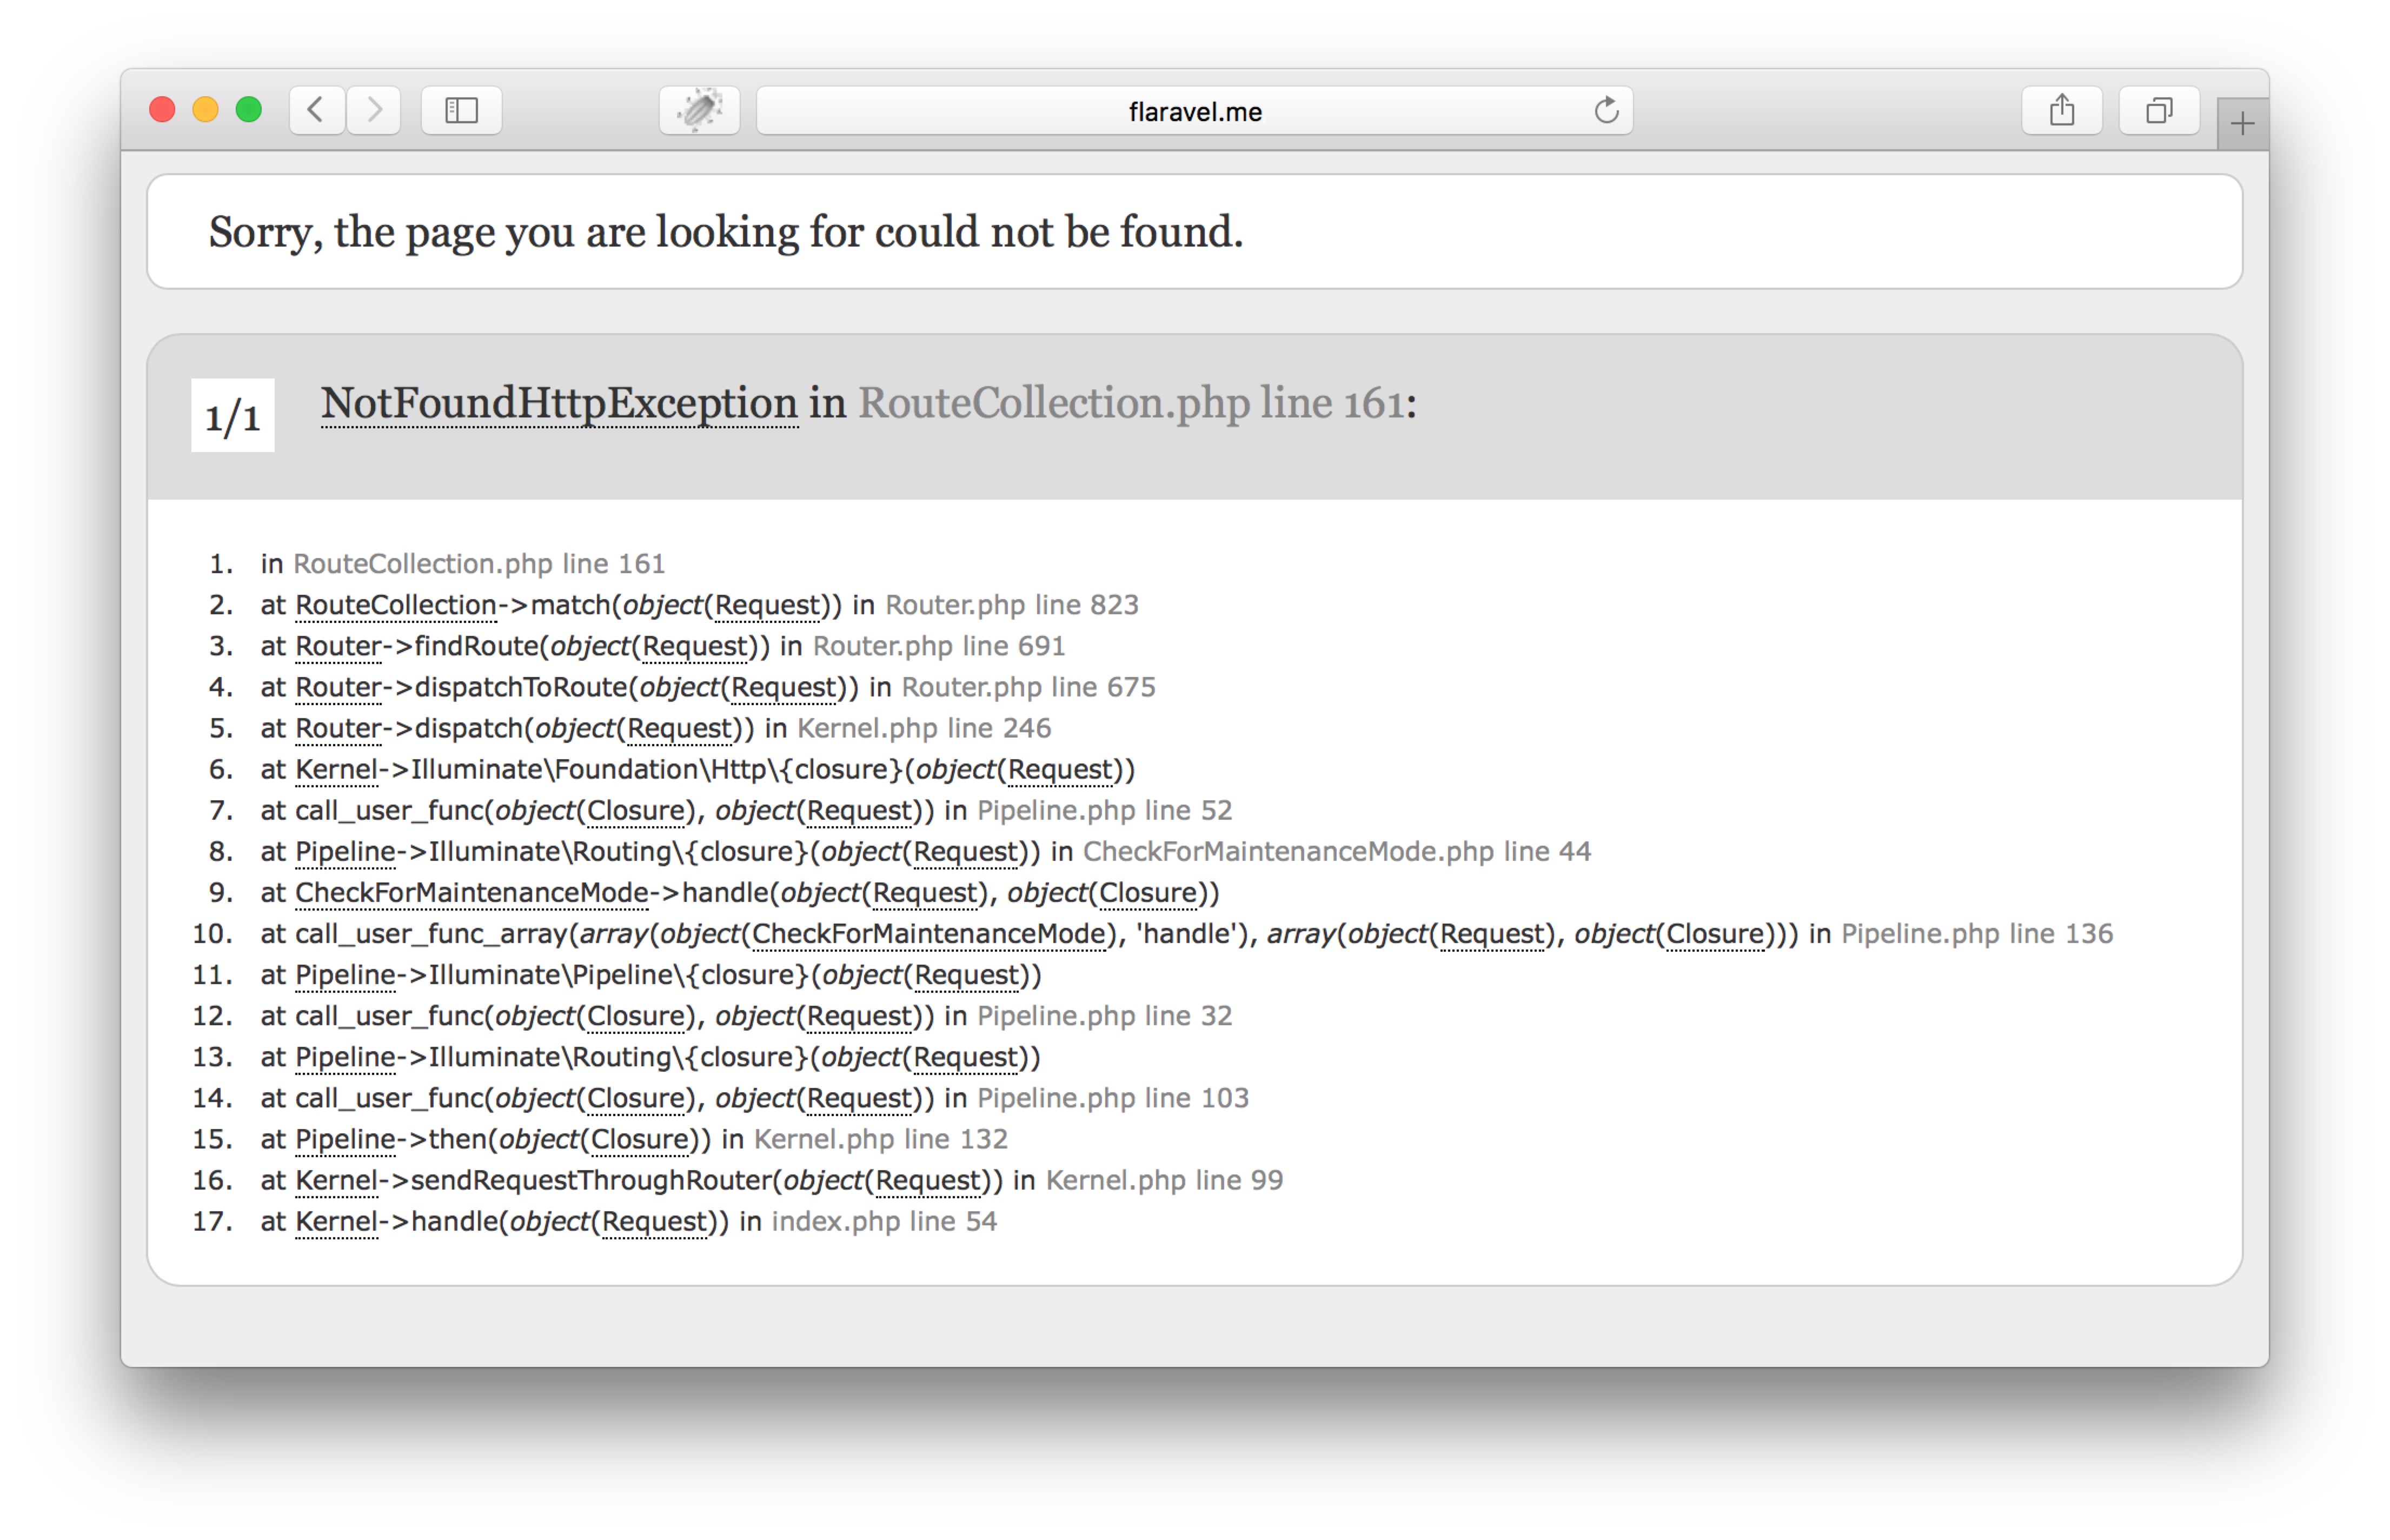 flaravel.me
Sorry, the page you are looking for could not be found.
1/1 NotFoundHttpException in RouteCollection.php line 161:
1. in RouteCollection.php line 161
2. at RouteCollection->match(object(Request)) in Router.php line 823
3. at Router->findRoute(object(Request)) in Router.php line 691
4. at Router->dispatchToRoute(object(Request)) in Router.php line 675
5. at Router->dispatch(object(Request)) in Kernel.php line 246
6. at Kernel->Illuminate\Foundation\Http\{closure}(object(Request))
7. at call_user_func(object(Closure), object(Request)) in Pipeline.php line 52
8. at Pipeline->Illuminate\Routing\{closure}(object(Request)) in CheckForMaintenanceMode.php line 44
9. at CheckForMaintenanceMode->handle(object(Request), object(Closure))
10. at call_user_func_array(array(object(CheckForMaintenanceMode), 'handle'), array(object(Request), object(Closure))) in Pipeline.php line 136
11. at Pipeline->Illuminate\Pipeline\{closure}(object(Request))
12. at call_user_func(object(Closure), object(Request)) in Pipeline.php line 32
13. at Pipeline->Illuminate\Routing\{closure}(object(Request))
14. at call_user_func(object(Closure), object(Request)) in Pipeline.php line 103
15. at Pipeline->then(object(Closure)) in Kernel.php line 132
16. at Kernel->sendRequestThroughRouter(object(Request)) in Kernel.php line 99
17. at Kernel->handle(object(Request)) in index.php line 54